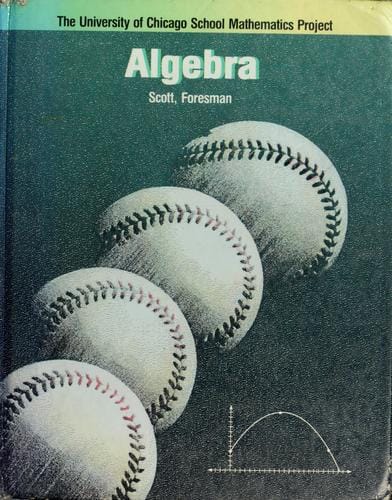 The University of Chicago School Mathematics Project
Algebra
Scott, Foresman